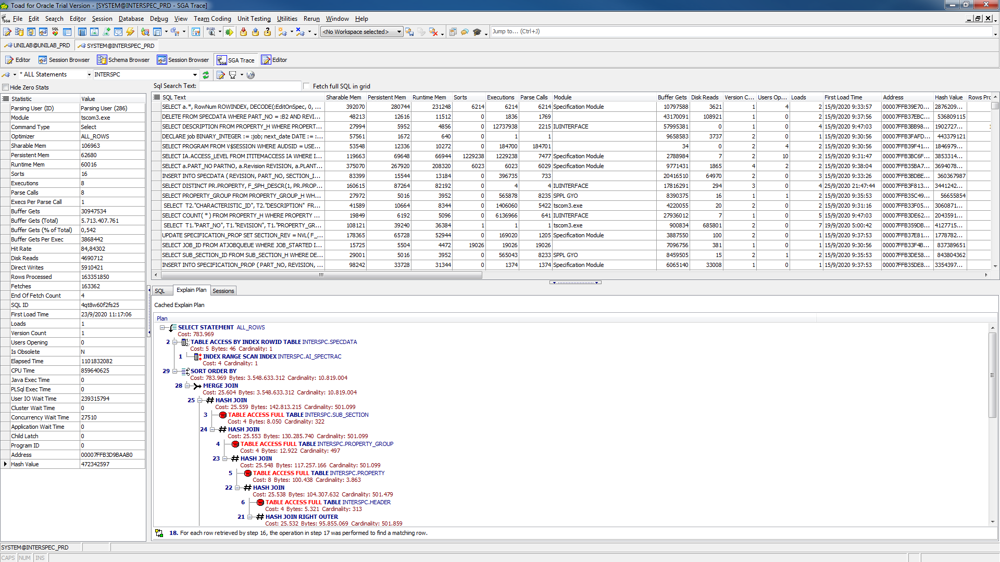 Toad for Oracle Trial Version - [SYSTEM@INTERSPEC_PRD - SGA Trace]
File Edit Search Editor Session Database Debug View Team Coding Unit Testing Utilities Rerun Window Help
<No Workspace selected> Jump to... (Ctrl+J)
UNILAB@UNILAB_PRD SYSTEM@INTERSPEC_PRD
Editor Session Browser Schema Browser Session Browser SGA Trace Editor
* ALL Statements INTERSPC
Hide Zero Stats
Statistic Value
Parsing User (ID) Parsing User (286)
Module tscom3.exe
Command Type Select
Optimizer ALL_ROWS
Sharable Mem 106963
Persistent Mem 62680
Runtime Mem 60016
Sorts 16
Executions 8
Parse Calls 8
Execs Per Parse Call 1
Buffer Gets 30947534
Buffer Gets (Total) 5.713.407.761
Buffer Gets (% of Total) 0,542
Buffer Gets Per Exec 3868442
Hit Rate 84,84302
Disk Reads 4690712
Direct Writes 5910421
Rows Processed 163351850
Fetches 163362
End Of Fetch Count 4
SQL ID 4qt8w60f2fs25
First Load Time 23/9/2020 11:17:06
Loads 1
Version Count 1
Users Opening 0
Is Obsolete N
Elapsed Time 1101832082
CPU Time 859640625
Java Exec Time 0
PLSql Exec Time 0
User IO Wait Time 239315794
Cluster Wait Time 0
Concurrency Wait Time 27510
Application Wait Time 0
Child Latch 0
Program ID 0
Address 00007FFB3D9BAAB0
Hash Value 472342597
Sql Search Text: Fetch full SQL in grid
SQL Text Sharable Mem Persistent Mem Runtime Mem Sorts Executions Parse Calls Module Buffer Gets Disk Reads Version C... Users Op... Loads First Load Time Address Hash Value Rows Pro
SELECT a.*, RowNum ROWINDEX, DECODE(:EditOnSpec, 0, ... 392070 280744 231248 6214 6214 6214 Specification Module 10797588 3621 1 4 2 15/9/2020 9:33:57 00007FFB39E70... 2876209...
DELETE FROM SPECDATA WHERE PART_NO = :B2 AND REVI... 48213 12616 11512 0 1836 1769 43170091 108921 1 0 2 15/9/2020 9:37:56 00007FFB37EBC... 536809115
SELECT DESCRIPTION FROM PROPERTY_H WHERE PROPERT... 27994 5952 4856 0 12737938 2215 IUINTERFACE 57995381 0 1 0 4 15/9/2020 9:47:03 00007FFB3BB98... 1902727... 1
DECLARE job BINARY_INTEGER := :job; next_date DATE := :... 57561 1672 640 0 1 1 9658583 3737 2 0 1 15/9/2020 9:30:56 00007FFB3FAFD... 443379121
SELECT PROGRAM FROM V$SESSION WHERE AUDSID = USE... 53548 12336 10272 0 184700 184701 34 0 2 4 2 15/9/2020 9:30:56 00007FFB39F41... 1846979...
SELECT IA.ACCESS_LEVEL FROM ITITEMACCESS IA WHERE I... 119663 69648 66944 1229238 1229238 7477 Specification Module 2788984 7 2 10 2 15/9/2020 9:31:47 00007FFB3BC6F... 3853314...
SELECT a.PART_NO PARTNO, a.Revision REVISION, a.PLANT... 375070 267920 208320 6023 6023 6029 Specification Module 9771431 1865 4 2 2 15/9/2020 9:38:04 00007FFB35BA7... 3694078...
INSERT INTO SPECDATA ( REVISION, PART_NO, SECTION_I... 83399 15544 13184 0 396735 733 20416510 64970 2 0 3 15/9/2020 9:33:26 00007FFB3BDBE... 360367987
SELECT DISTINCT PR.PROPERTY, F_SPH_DESCR(1, PR.PROP... 160615 87264 82192 0 4 4 IUINTERFACE 17816291 294 3 0 4 25/9/2020 21:47:44 00007FFB3F813... 3441242...
SELECT PROPERTY_GROUP FROM PROPERTY_GROUP_H WH... 27972 5016 3952 0 565878 8235 SPPL GYO 8390375 16 1 1 2 15/9/2020 9:35:53 00007FFB35C49... 56655854
SELECT T2."CHARACTERISTIC_ID", T2."DESCRIPTION" FR... 41589 10664 8344 0 1406060 5422 tscom3.exe 4220055 20 2 0 2 15/9/2020 9:31:16 00007FFB33F05... 3060871...
SELECT COUNT( * ) FROM PROPERTY_H WHERE PROPERTY ... 19849 6192 5096 0 6136966 641 IUINTERFACE 27936012 7 1 0 5 15/9/2020 9:47:03 00007FFB3DE62... 2043591...
SELECT T1."PART_NO", T1."REVISION", T1."PROPERTY_GR... 108121 39240 36384 1 1 1 tscom3.exe 900834 685801 2 0 7 19/9/2020 5:00:42 00007FFB359DB... 4127715...
UPDATE SPECIFICATION_PROP SET SECTION_REV = NVL( F_... 178365 65728 52944 0 169020 1205 Specification Module 3887550 100 2 0 1 15/9/2020 9:37:53 00007FFB37E81... 1778782...
SELECT JOB_ID FROM ATJOBQUEUE WHERE JOB_STARTED I... 15725 5504 4472 19026 19026 19026 7096756 381 1 0 1 15/9/2020 9:30:56 00007FFB33F4B... 837389651
SELECT SUB_SECTION_ID FROM SUB_SECTION_H WHERE DE... 29001 5016 3952 0 565043 8233 SPPL GYO 8459505 15 2 1 2 15/9/2020 9:35:53 00007FFB3DE58... 843804362
INSERT INTO SPECIFICATION_PROP ( PART_NO, REVISION, ... 98242 33728 31344 0 1374 1374 Specification Module 6065140 33008 1 0 1 15/9/2020 9:37:53 00007FFB35DE8... 3354397...
SQL Explain Plan Sessions
Cached Explain Plan
Plan
SELECT STATEMENT ALL_ROWS
Cost: 783.969
2 TABLE ACCESS BY INDEX ROWID TABLE INTERSPC.SPECDATA
Cost: 5 Bytes: 46 Cardinality: 1
1 INDEX RANGE SCAN INDEX INTERSPC.AI_SPECTRAC
Cost: 4 Cardinality: 1
29 SORT ORDER BY
Cost: 783.969 Bytes: 3.548.633.312 Cardinality: 10.819.004
28 MERGE JOIN
Cost: 25.604 Bytes: 3.548.633.312 Cardinality: 10.819.004
25 HASH JOIN
Cost: 25.559 Bytes: 142.813.215 Cardinality: 501.099
3 TABLE ACCESS FULL TABLE INTERSPC.SUB_SECTION
Cost: 4 Bytes: 8.050 Cardinality: 322
24 HASH JOIN
Cost: 25.553 Bytes: 130.285.740 Cardinality: 501.099
4 TABLE ACCESS FULL TABLE INTERSPC.PROPERTY_GROUP
Cost: 4 Bytes: 12.922 Cardinality: 497
23 HASH JOIN
Cost: 25.548 Bytes: 117.257.166 Cardinality: 501.099
5 TABLE ACCESS FULL TABLE INTERSPC.PROPERTY
Cost: 8 Bytes: 100.438 Cardinality: 3.863
22 HASH JOIN
Cost: 25.538 Bytes: 104.307.632 Cardinality: 501.479
6 TABLE ACCESS FULL TABLE INTERSPC.HEADER
Cost: 4 Bytes: 5.321 Cardinality: 313
21 HASH JOIN RIGHT OUTER
Cost: 25.532 Bytes: 95.855.069 Cardinality: 501.859
18. For each row retrieved by step 16, the operation in step 17 was performed to find a matching row.
SYSTEM@INTERSPEC_PRD
CAPS NUM INS